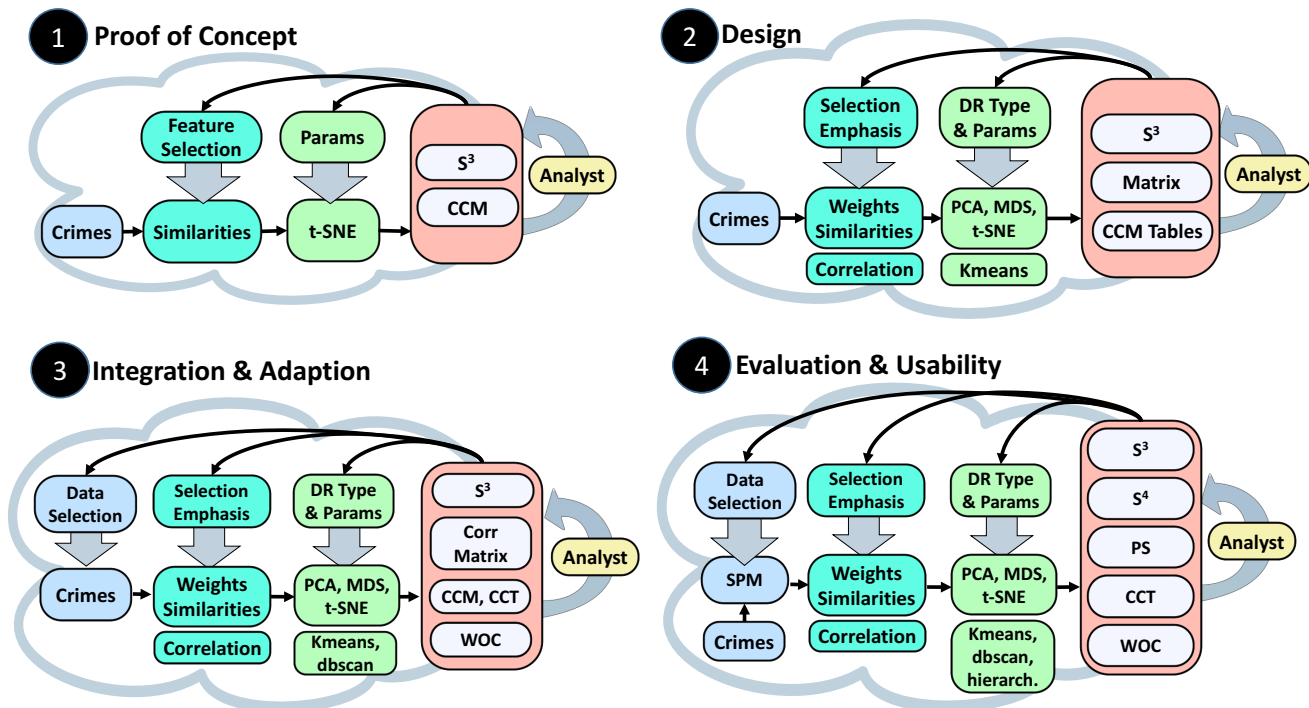 1 Proof of Concept
Feature
Selection
Params
S³
CCM
Analyst
Crimes
Similarities
t-SNE
2 Design
Selection
Emphasis
DR Type
& Params
S³
Matrix
CCM Tables
Analyst
Crimes
Weights
Similarities
PCA, MDS,
t-SNE
Correlation
Kmeans
3 Integration & Adaption
Data
Selection
Selection
Emphasis
DR Type
& Params
S³
Corr
Matrix
CCM, CCT
WOC
Analyst
Crimes
Weights
Similarities
PCA, MDS,
t-SNE
Correlation
Kmeans,
dbscan
4 Evaluation & Usability
Data
Selection
Selection
Emphasis
DR Type
& Params
S³
S⁴
PS
CCT
WOC
Analyst
SPM
Weights
Similarities
PCA, MDS,
t-SNE
Crimes
Correlation
Kmeans,
dbscan,
hierarch.